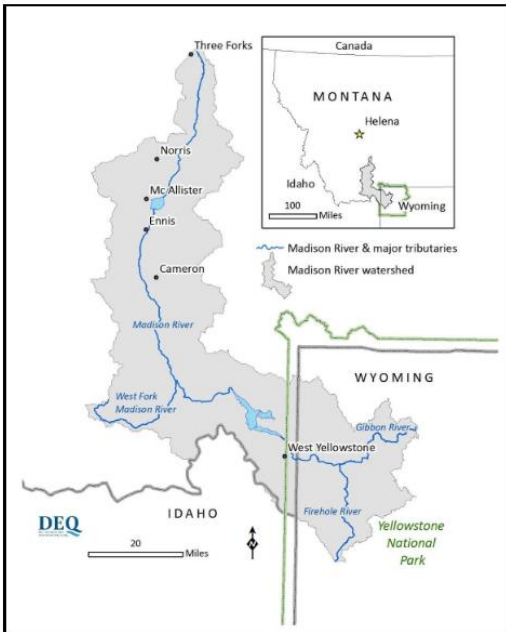 Three Forks
Canada
MONTANA
Helena
Norris
Mc Allister
Idaho
Wyoming
100
Miles
Ennis
Madison River & major tributaries
Cameron
Madison River watershed
Madison River
WYOMING
West Fork
Madison River
Gibbon River
West Yellowstone
IDAHO
Firehole River
DEQ
Yellowstone
National
Park
20
Miles
N